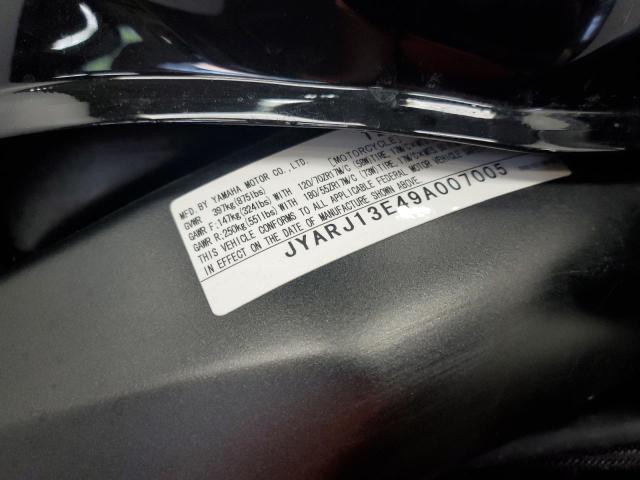 MFD. BY YAMAHA MOTOR CO., LTD. [MOTORCYCLE
GVWR 397kg(875lbs)
GAWR F:147kg(324lbs)WITH 120/70ZR17M/C (58W)TIRE,
GAWR R:250kg(551lbs)WITH 180/55ZR17M/C (73W)TIRE,
THIS VEHICLE CONFORMS TO ALL APPLICABLE FEDERAL MOTOR VEHICLE
IN EFFECT ON THE DATE OF MANUFACTURE SHOWN ABOVE.
JYARJ13E49A007005